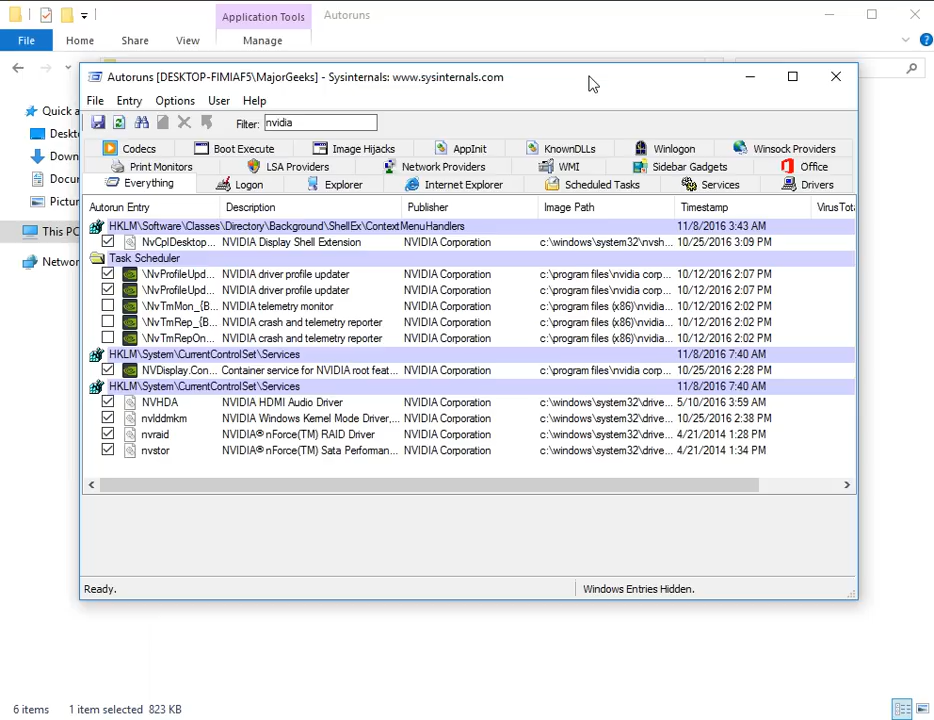 Application Tools
Autoruns
File
Home
Share
View
Manage
Autoruns [DESKTOP-FIMIAF5\MajorGeeks] - Sysinternals: www.sysinternals.com
File Entry Options User Help
Filter: nvidia
Codecs Boot Execute Image Hijacks AppInit KnownDLLs Winlogon Winsock Providers
Print Monitors LSA Providers Network Providers WMI Sidebar Gadgets Office
Everything Logon Explorer Internet Explorer Scheduled Tasks Services Drivers
Autorun Entry Description Publisher Image Path Timestamp VirusTota
HKLM\Software\Classes\Directory\Background\ShellEx\ContextMenuHandlers 11/8/2016 3:43 AM
NvCplDesktop... NVIDIA Display Shell Extension NVIDIA Corporation c:\windows\system32\nvsh... 10/25/2016 3:09 PM
Task Scheduler
\NvProfileUpd... NVIDIA driver profile updater NVIDIA Corporation c:\program files\nvidia corp... 10/12/2016 2:07 PM
\NvProfileUpd... NVIDIA driver profile updater NVIDIA Corporation c:\program files\nvidia corp... 10/12/2016 2:07 PM
\NvTmMon_{B... NVIDIA telemetry monitor NVIDIA Corporation c:\program files (x86)\nvidia... 10/12/2016 2:02 PM
\NvTmRep_{B... NVIDIA crash and telemetry reporter NVIDIA Corporation c:\program files (x86)\nvidia... 10/12/2016 2:02 PM
\NvTmRepOn... NVIDIA crash and telemetry reporter NVIDIA Corporation c:\program files (x86)\nvidia... 10/12/2016 2:02 PM
HKLM\System\CurrentControlSet\Services 11/8/2016 7:40 AM
NVDisplay.Con... Container service for NVIDIA root feat... NVIDIA Corporation c:\program files\nvidia corp... 10/25/2016 2:28 PM
HKLM\System\CurrentControlSet\Services 11/8/2016 7:40 AM
NVHDA NVIDIA HDMI Audio Driver NVIDIA Corporation c:\windows\system32\drive... 5/10/2016 3:59 AM
nvlddmkm NVIDIA Windows Kernel Mode Driver,... NVIDIA Corporation c:\windows\system32\drive... 10/25/2016 2:38 PM
nvraid NVIDIA® nForce(TM) RAID Driver NVIDIA Corporation c:\windows\system32\drive... 4/21/2014 1:28 PM
nvstor NVIDIA® nForce(TM) Sata Performan... NVIDIA Corporation c:\windows\system32\drive... 4/21/2014 1:34 PM
Quick a
Deskt
Down
Docur
Pictur
This PC
Networ
Ready.
Windows Entries Hidden.
6 items 1 item selected 823 KB